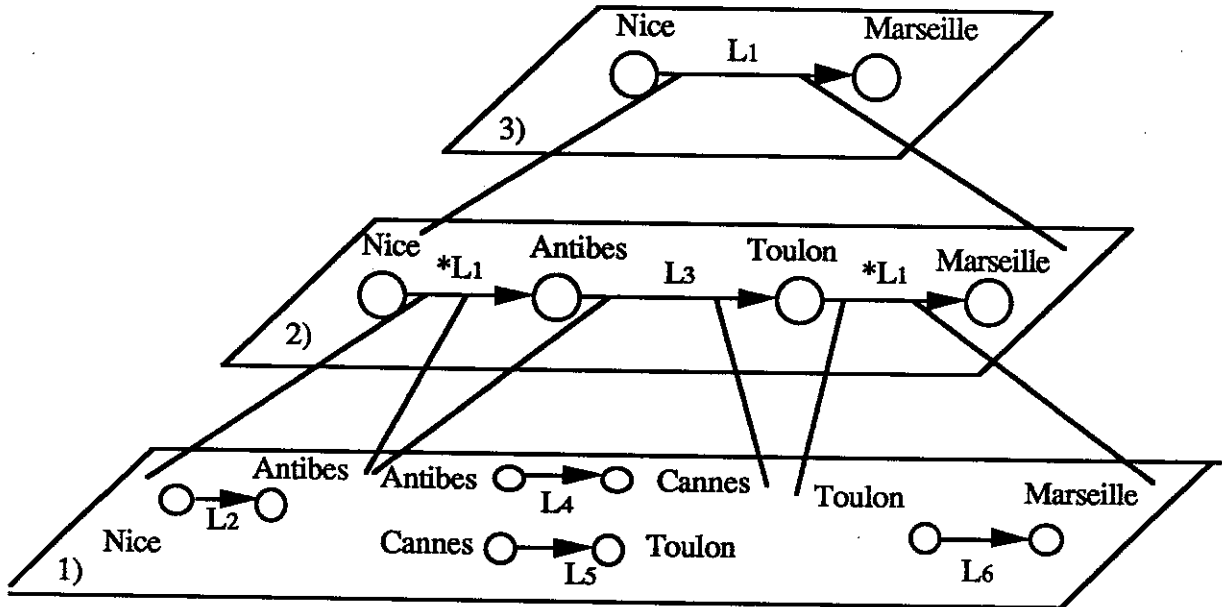 Nice Marseille
L1
3)
Nice Antibes Toulon Marseille
*L1 L3 *L1
2)
Antibes Antibes Cannes Toulon Marseille
L2 L4
Nice Cannes Toulon
L5 L6
1)